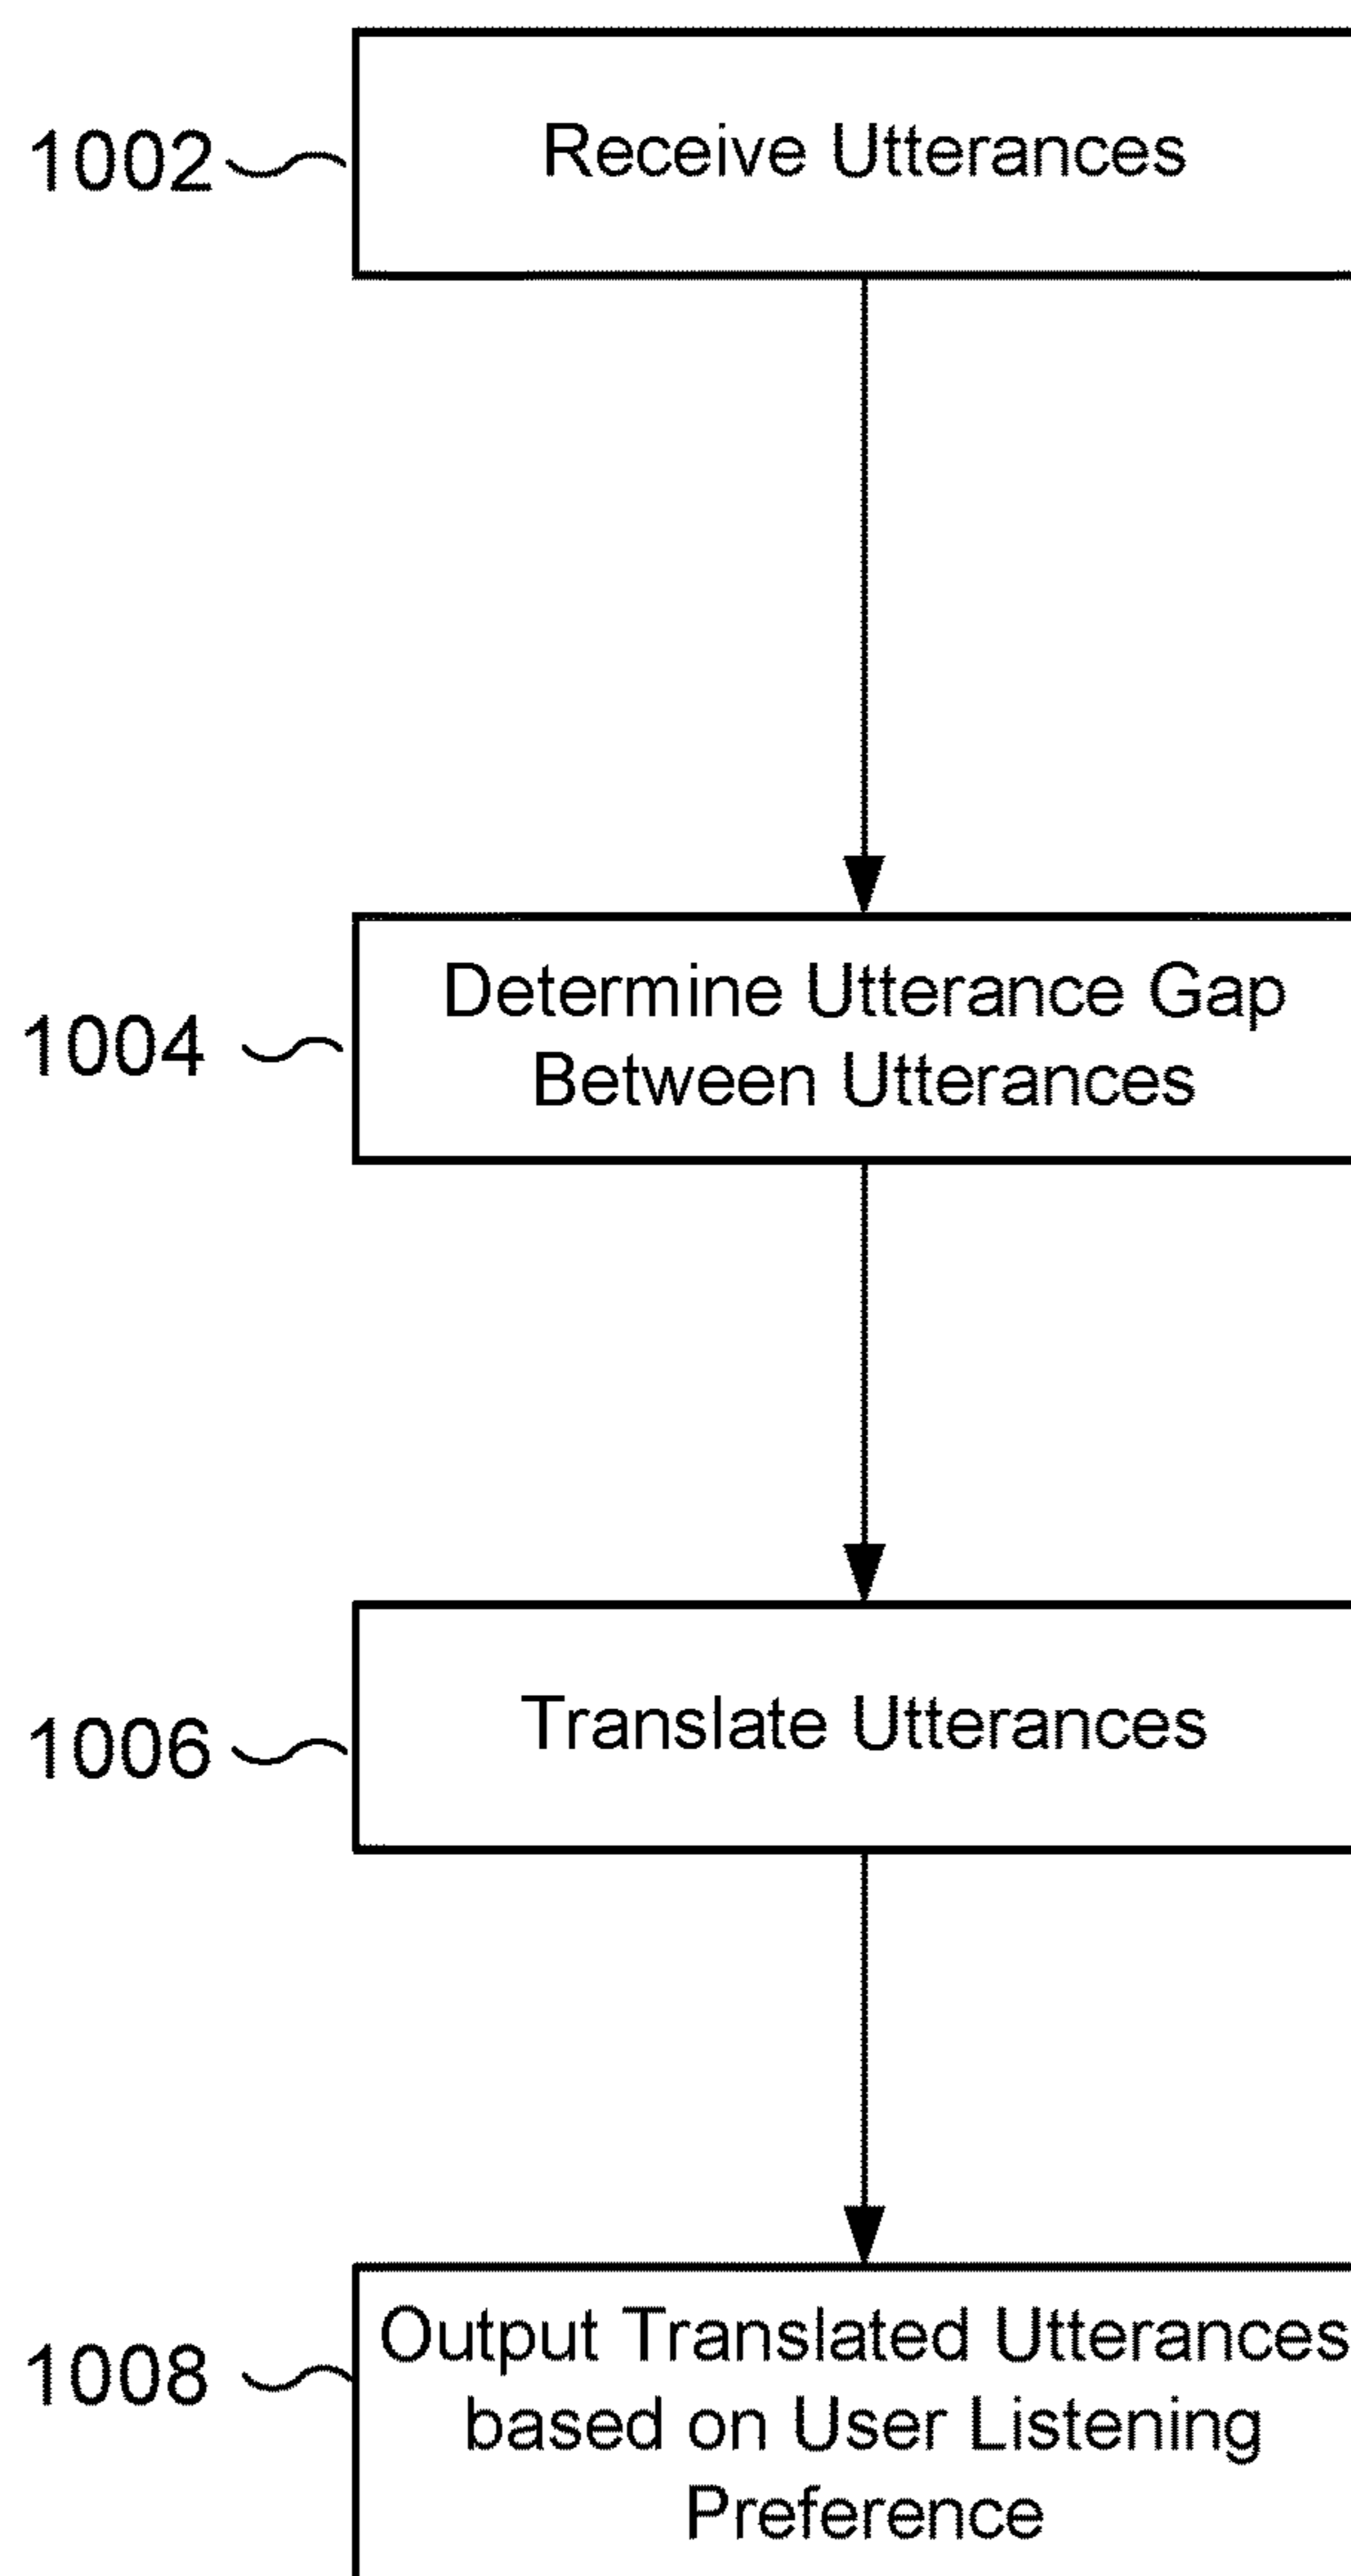 1002
Receive Utterances
1004
Determine Utterance Gap
Between Utterances
1006
Translate Utterances
1008
Output Translated Utterances
based on User Listening
Preference